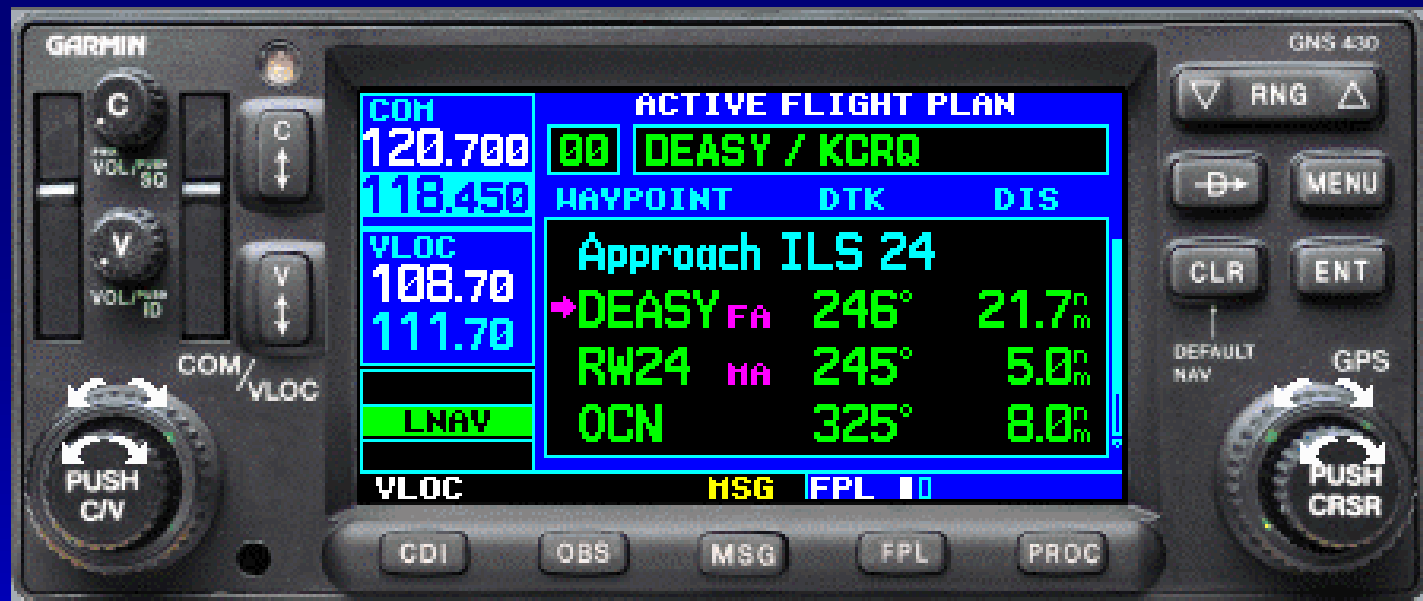 GARMIN
GNS 430
C
VOL/PUSH SQ
C
V
VOL/PUSH ID
V
COM/VLOC
PUSH C/V
COM
120.700
118.450
VLOC
108.70
111.70
LNAV
VLOC
ACTIVE FLIGHT PLAN
00 DEASY / KCRQ
WAYPOINT DTK DIS
Approach ILS 24
DEASY FA 246° 21.7nm
RW24 MA 245° 5.0nm
OCN 325° 8.0nm
MSG FPL
RNG
D
MENU
CLR
ENT
DEFAULT NAV
GPS
PUSH CRSR
CDI
OBS
MSG
FPL
PROC